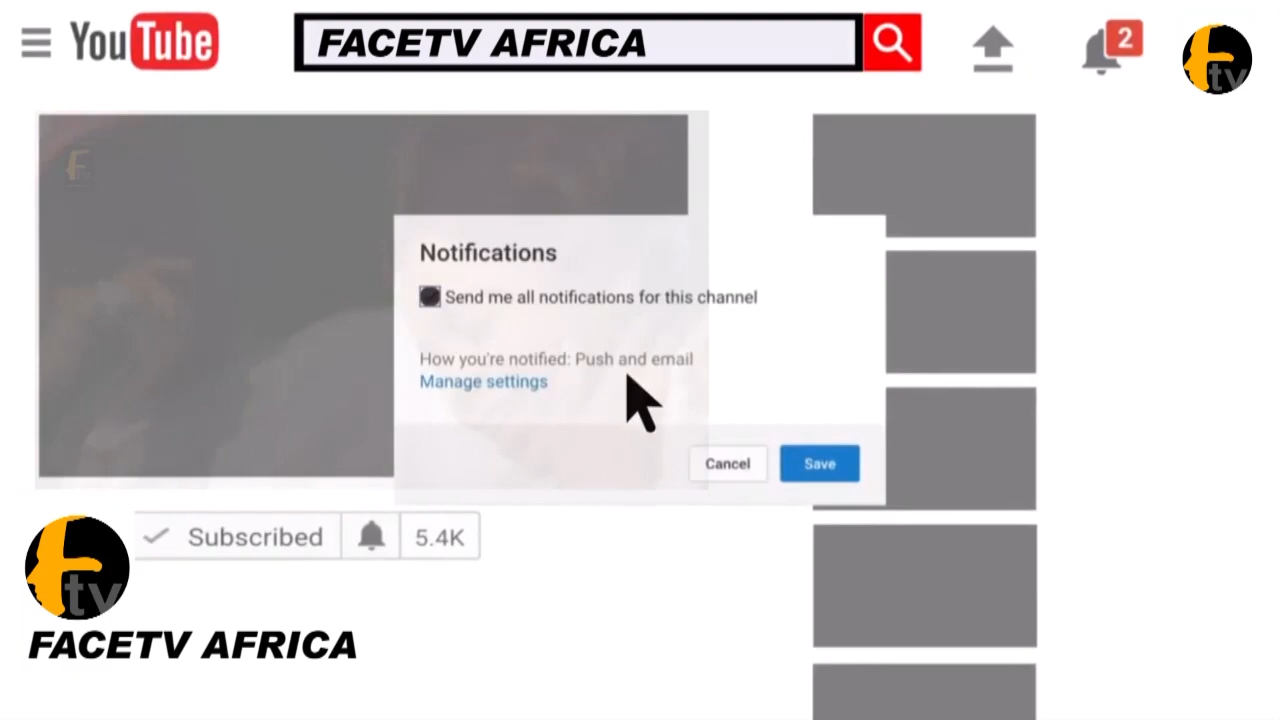 YouTube
FACETV AFRICA
2
tv
F
Notifications
Send me all notifications for this channel
How you're notified: Push and email
Manage settings
Cancel
Save
Subscribed
5.4K
tv
FACETV AFRICA